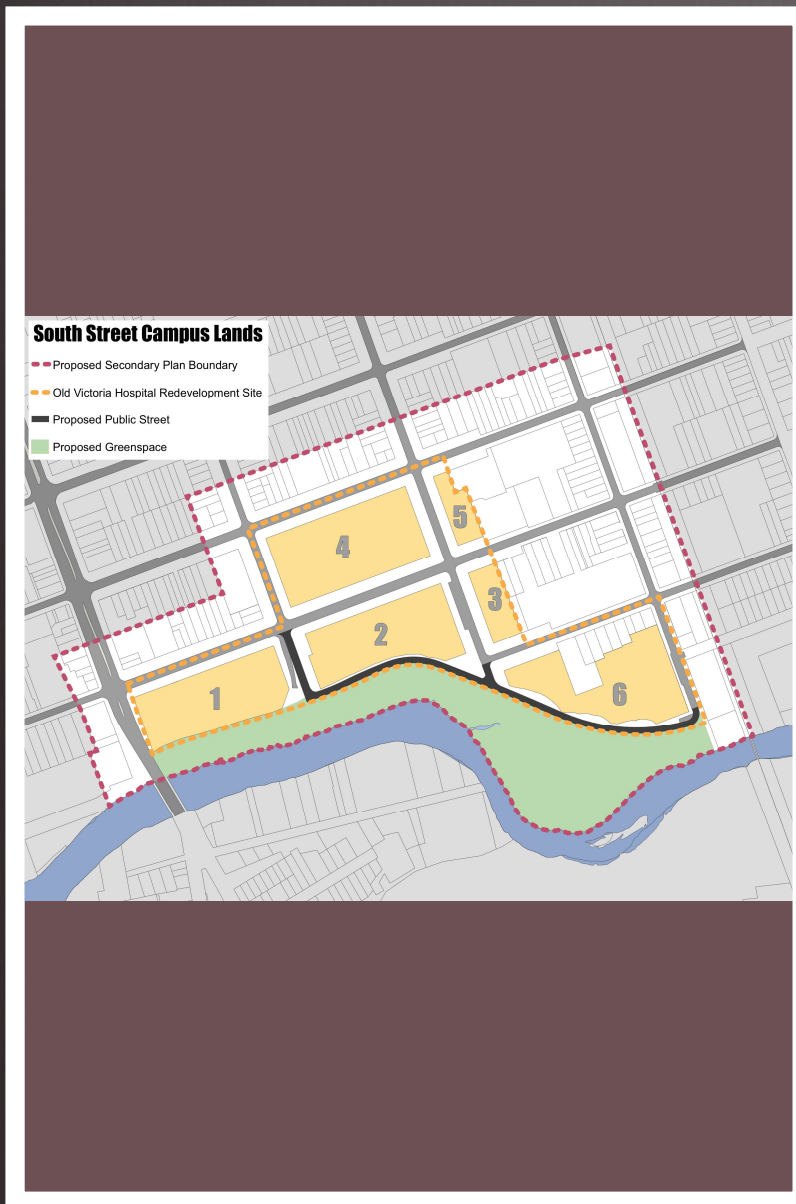 South Street Campus Lands
Proposed Secondary Plan Boundary
Old Victoria Hospital Redevelopment Site
Proposed Public Street
Proposed Greenspace
5
4
3
2
1
6